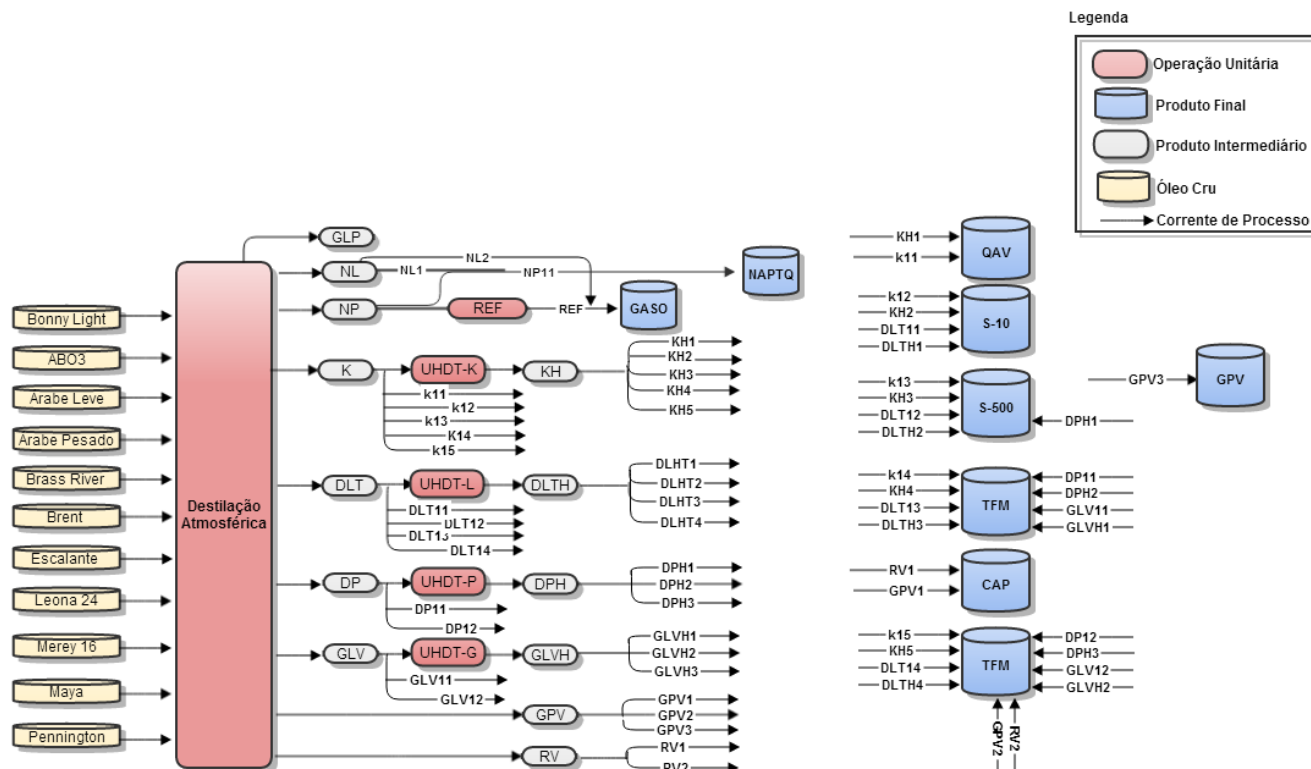 Legenda
Operação Unitária
Produto Final
Produto Intermediário
Óleo Cru
Corrente de Processo
Bonny Light
ABO3
Arabe Leve
Arabe Pesado
Brass River
Brent
Escalante
Leona 24
Merey 16
Maya
Pennington
Destilação
Atmosférica
GLP
NL
NL1
NL2
NP11
NAPTQ
NP
REF
REF
GASO
K
UHDT-K
KH
k11
k12
k13
K14
k15
KH1
KH2
KH3
KH4
KH5
DLT
UHDT-L
DLTH
DLT11
DLT12
DLT13
DLT14
DLHT1
DLHT2
DLHT3
DLHT4
DP
UHDT-P
DPH
DP11
DP12
DPH1
DPH2
DPH3
GLV
UHDT-G
GLVH
GLV11
GLV12
GLVH1
GLVH2
GLVH3
GPV
GPV1
GPV2
GPV3
RV
RV1
RV2
KH1
k11
QAV
k12
KH2
DLT11
DLTH1
S-10
k13
KH3
DLT12
DLTH2
S-500
DPH1
GPV3
GPV
k14
KH4
DLT13
DLTH3
TFM
DP11
DPH2
GLV11
GLVH1
RV1
GPV1
CAP
k15
KH5
DLT14
DLTH4
TFM
DP12
DPH3
GLV12
GLVH2
GPV2
RV2